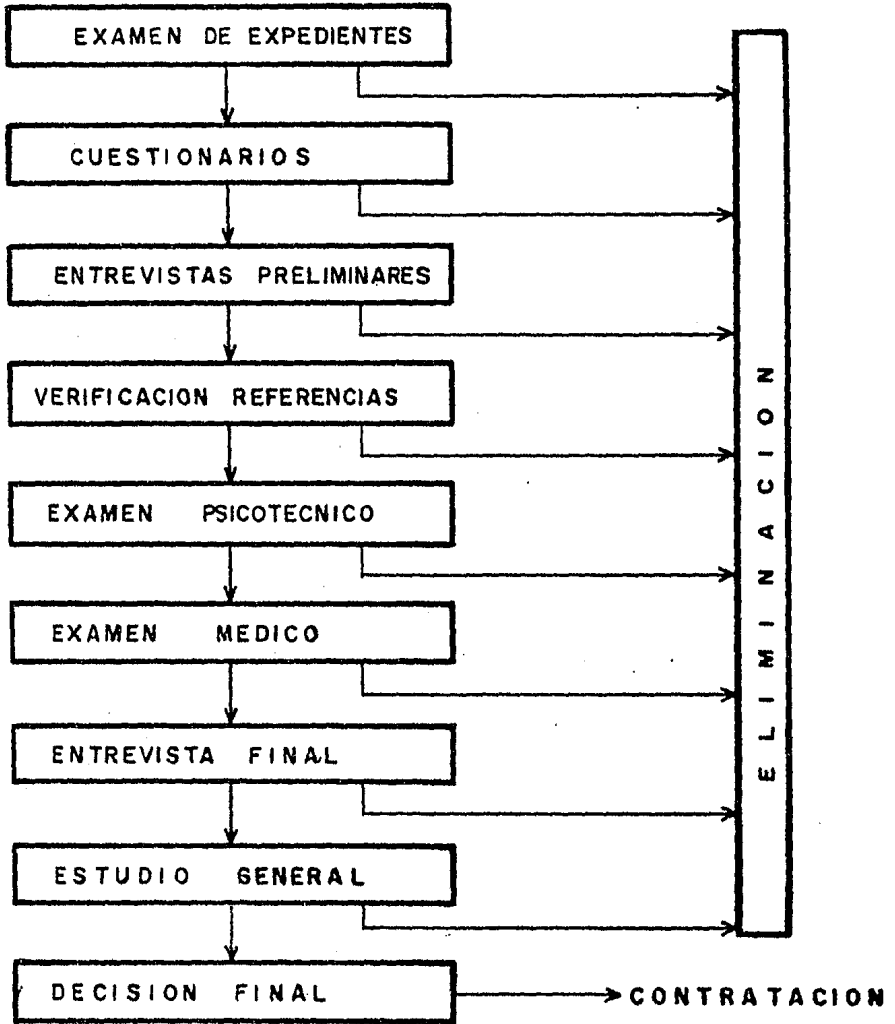 EXAMEN DE EXPEDIENTES
CUESTIONARIOS
ENTREVISTAS PRELIMINARES
VERIFICACION REFERENCIAS
EXAMEN PSICOTECNICO
EXAMEN MEDICO
ENTREVISTA FINAL
ESTUDIO GENERAL
DECISION FINAL
CONTRATACION
ELIMINACION